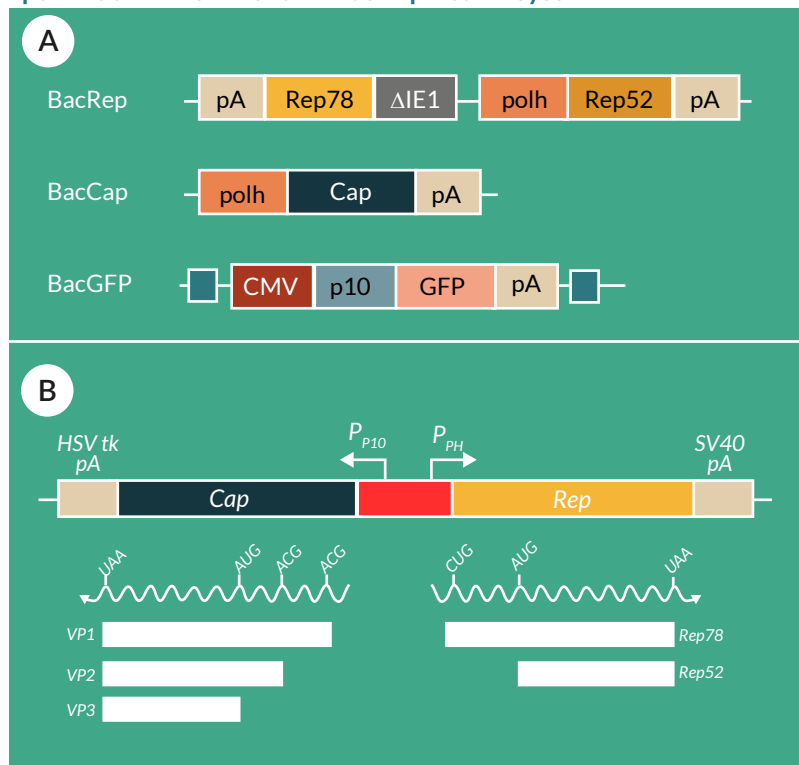 A
BacRep pA Rep78 ΔIE1 polh Rep52 pA
BacCap polh Cap pA
BacGFP CMV p10 GFP pA
B
HSV tk
pA
P P10
P PH
SV40
pA
Cap Rep
UAA AUG ACG ACG CUG AUG UAA
VP1 Rep78
VP2 Rep52
VP3